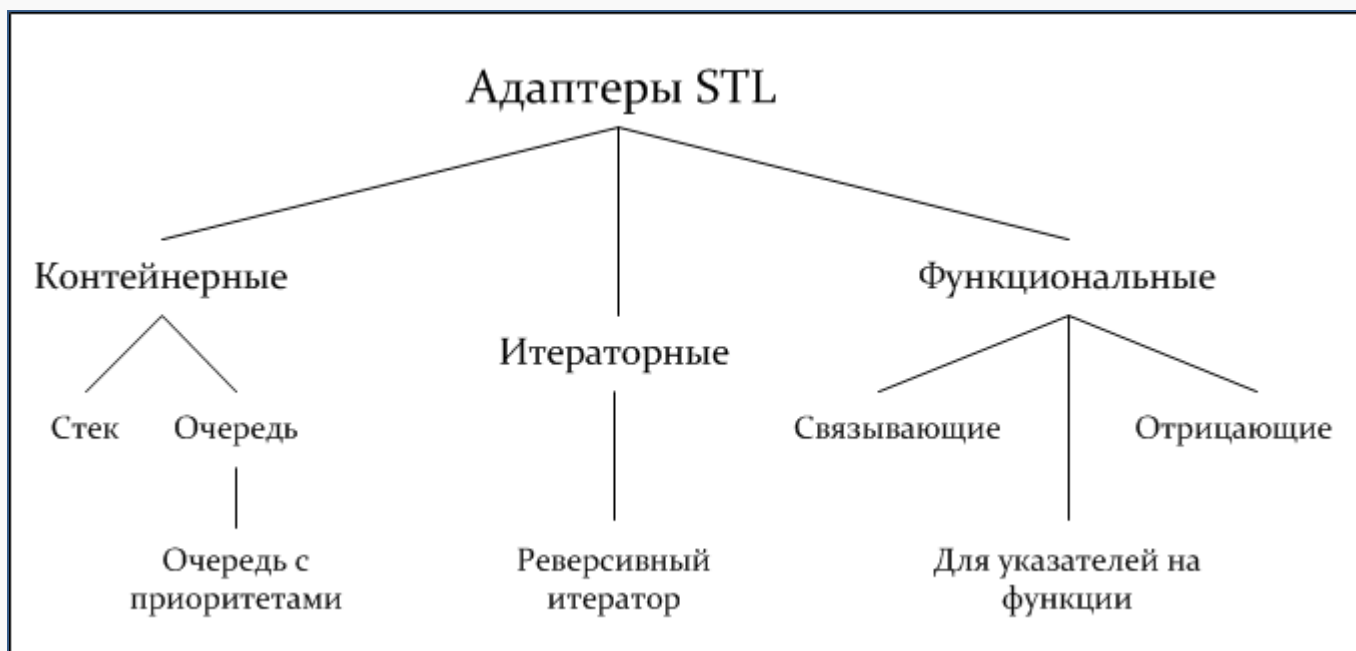 Адаптеры STL
Контейнерные
Функциональные
Итераторные
Стек
Очередь
Связывающие
Отрицающие
Очередь с
приоритетами
Реверсивный
итератор
Для указателей на
функции